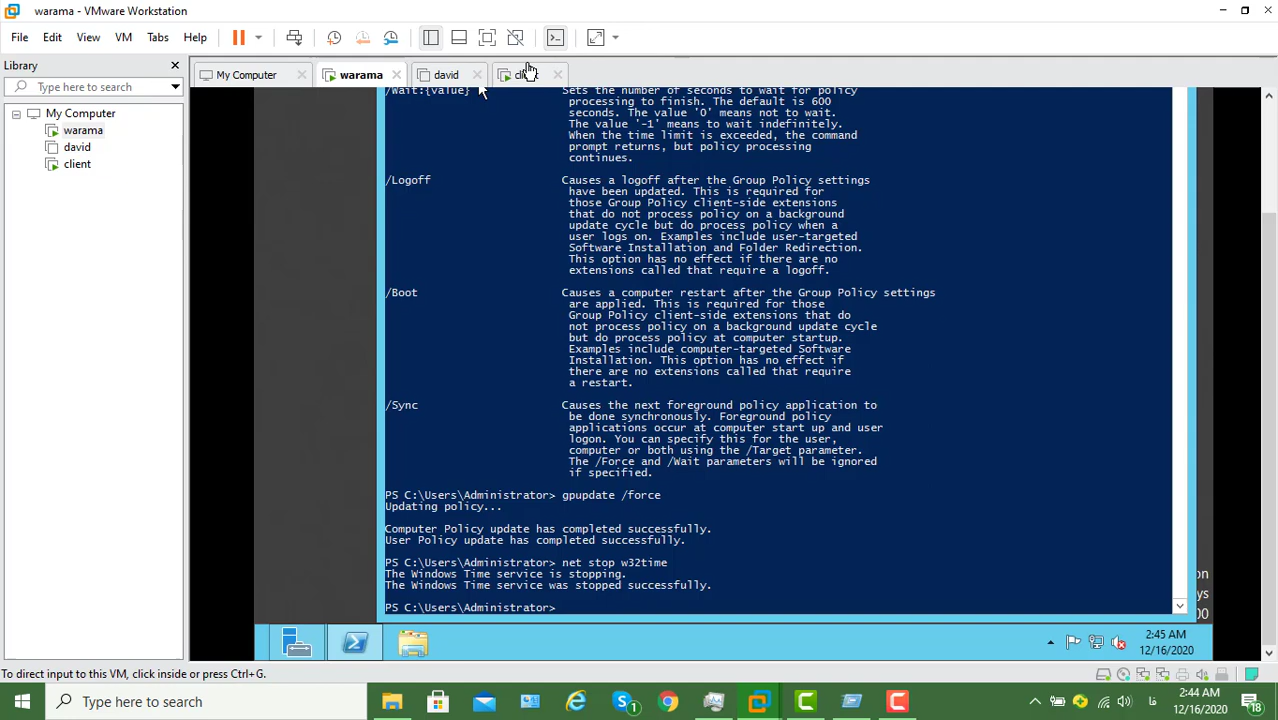 warama - VMware Workstation
File Edit View VM Tabs Help
Library
Type here to search
My Computer
warama
david
client
My Computer
warama
david
/Wait:{value} Sets the number of seconds to wait for policy
processing to finish. The default is 600
seconds. The value '0' means not to wait.
The value '-1' means to wait indefinitely.
When the time limit is exceeded, the command
prompt returns, but policy processing
continues.
/Logoff Causes a logoff after the Group Policy settings
have been updated. This is required for
those Group Policy client-side extensions
that do not process policy on a background
update cycle but do process policy when a
user logs on. Examples include user-targeted
Software Installation and Folder Redirection.
This option has no effect if there are no
extensions called that require a logoff.
/Boot Causes a computer restart after the Group Policy settings
are applied. This is required for those
Group Policy client-side extensions that do
not process policy on a background update cycle
but do process policy at computer startup.
Examples include computer-targeted Software
Installation. This option has no effect if
there are no extensions called that require
a restart.
/Sync Causes the next foreground policy application to
be done synchronously. Foreground policy
applications occur at computer start up and user
logon. You can specify this for the user,
computer or both using the /Target parameter.
The /Force and /Wait parameters will be ignored
if specified.
PS C:\Users\Administrator> gpupdate /force
Updating policy...
Computer Policy update has completed successfully.
User Policy update has completed successfully.
PS C:\Users\Administrator> net stop w32time
The Windows Time service is stopping.
The Windows Time service was stopped successfully.
PS C:\Users\Administrator>
on
ys
00
2:45 AM
12/16/2020
To direct input to this VM, click inside or press Ctrl+G.
Type here to search
2:44 AM
12/16/2020
18